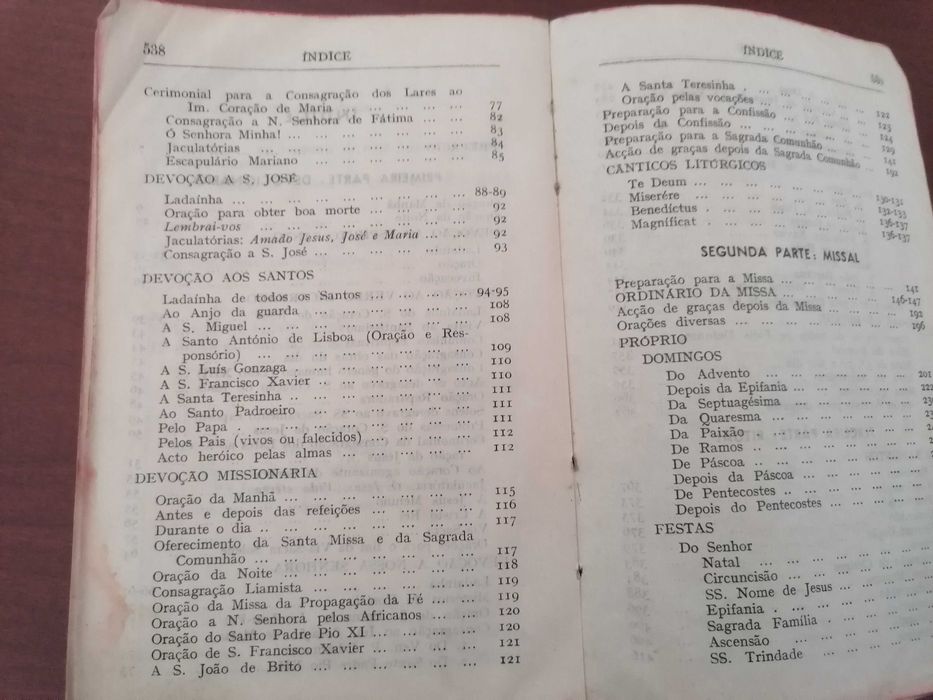 538
ÍNDICE
Cerimonial para a Consagração dos Lares ao
Im. Coração de Maria ... ... ... ... ... 77
Consagração a N. Senhora de Fátima ... ... ... 82
Ó Senhora Minha! ... ... ... ... ... ... ... 83
Jaculatórias ... ... ... ... ... ... ... ... 84
Escapulário Mariano ... ... ... ... ... ... 85
DEVOÇÃO A S. JOSÉ
Ladaínha ... ... ... ... ... ... ... ... 88-89
Oração para obter boa morte ... ... ... ... 92
Lembrai-vos ... ... ... ... ... ... ... ... 92
Jaculatórias: Amado Jesus, José e Maria ... ... ... 92
Consagração a S. José ... ... ... ... ... ... 93
DEVOÇÃO AOS SANTOS
Ladaínha de todos os Santos ... ... ... ... ... 94-95
Ao Anjo da guarda ... ... ... ... ... ... ... 108
A S. Miguel ... ... ... ... ... ... ... ... 108
A Santo António de Lisboa (Oração e Res-
ponsório) ... ... ... ... ... ... ... ... 109
A S. Luís Gonzaga . ... ... ... ... ... ... 110
A S. Francisco Xavier .. ... ... ... ... ... 110
A Santa Teresinha .. ... ... ... ... ... ... 111
Ao Santo Padroeiro ... ... ... ... ... ... 111
Pelo Papa . ... ... ... ... ... ... ... ... 111
Pelos Pais (vivos ou falecidos) ... ... ... ... 112
Acto heróico pelas almas ... ... ... ... ... 112
DEVOÇÃO MISSIONÁRIA
Oração da Manhã ... ... ... ... ... ... ... 115
Antes e depois das refeições ... ... ... ... ... 116
Durante o dia .. ... ... ... ... ... ... ... 117
Oferecimento da Santa Missa e da Sagrada
Comunhão ... ... ... ... ... ... ... ... 117
Oração da Noite ... ... ... ... ... ... ... 118
Consagração Liamista ... ... ... ... ... ... 119
Oração da Missa da Propagação da Fé ... ... ... 119
Oração a N. Senhora pelos Africanos ... ... ... 120
Oração do Santo Padre Pio XI ... ... ... ... 120
Oração de S. Francisco Xavier ... ... ... ... 121
A S. João de Brito ... ... ... ... ... ... ... 121
ÍNDICE
A Santa Teresinha . ... ... ... ... ...
Oração pelas vocações ... ... ... ... ... 122
Preparação para a Confissão ... ... ... ... 123
Depois da Confissão ... ... ... ... ... ... 124
Preparação para a Sagrada Comunhão ... ... ... 129
Acção de graças depois da Sagrada Comunhão ... 141
192
CÂNTICOS LITÚRGICOS
Te Deum ... ... ... ... ... ... ... ...
Miserére ... ... ... ... ... ... ... 130-131
Benedíctus . ... ... ... ... ... ... 132-133
Magníficat . ... ... ... ... ... ... 136-137
136-137
SEGUNDA PARTE: MISSAL
Preparação para a Missa ... ... ... ... ... 141
ORDINÁRIO DA MISSA ... ... ... ... ... 146-147
Acção de graças depois da Missa ... ... ... ... 192
Orações diversas ... ... ... ... ... ... ... 196
PRÓPRIO
DOMINGOS
Do Advento ... ... ... ... ... ... ... 201
Depois da Epifania ... ... ... ... ... ... 222
Da Septuagésima ... ... ... ... ... ...
Da Quaresma ... ... ... ... ... ...
Da Paixão . ... ... ... ... ... ...
De Ramos .. ... ... ... ... ... ...
De Páscoa ... ... ... ... ... ...
Depois da Páscoa ... ... ... ... ...
De Pentecostes .. ... ... ... ... ...
Depois do Pentecostes ... ... ... ...
FESTAS
Do Senhor
Natal ... ... ... ... ... ...
Circuncisão ... ... ... ... ...
SS. Nome de Jesus ... ... ... ...
Epifania . ... ... ... ... ...
Sagrada Família . ... ... ... ...
Ascensão ... ... ... ... ...
SS. Trindade ... ... ... ...